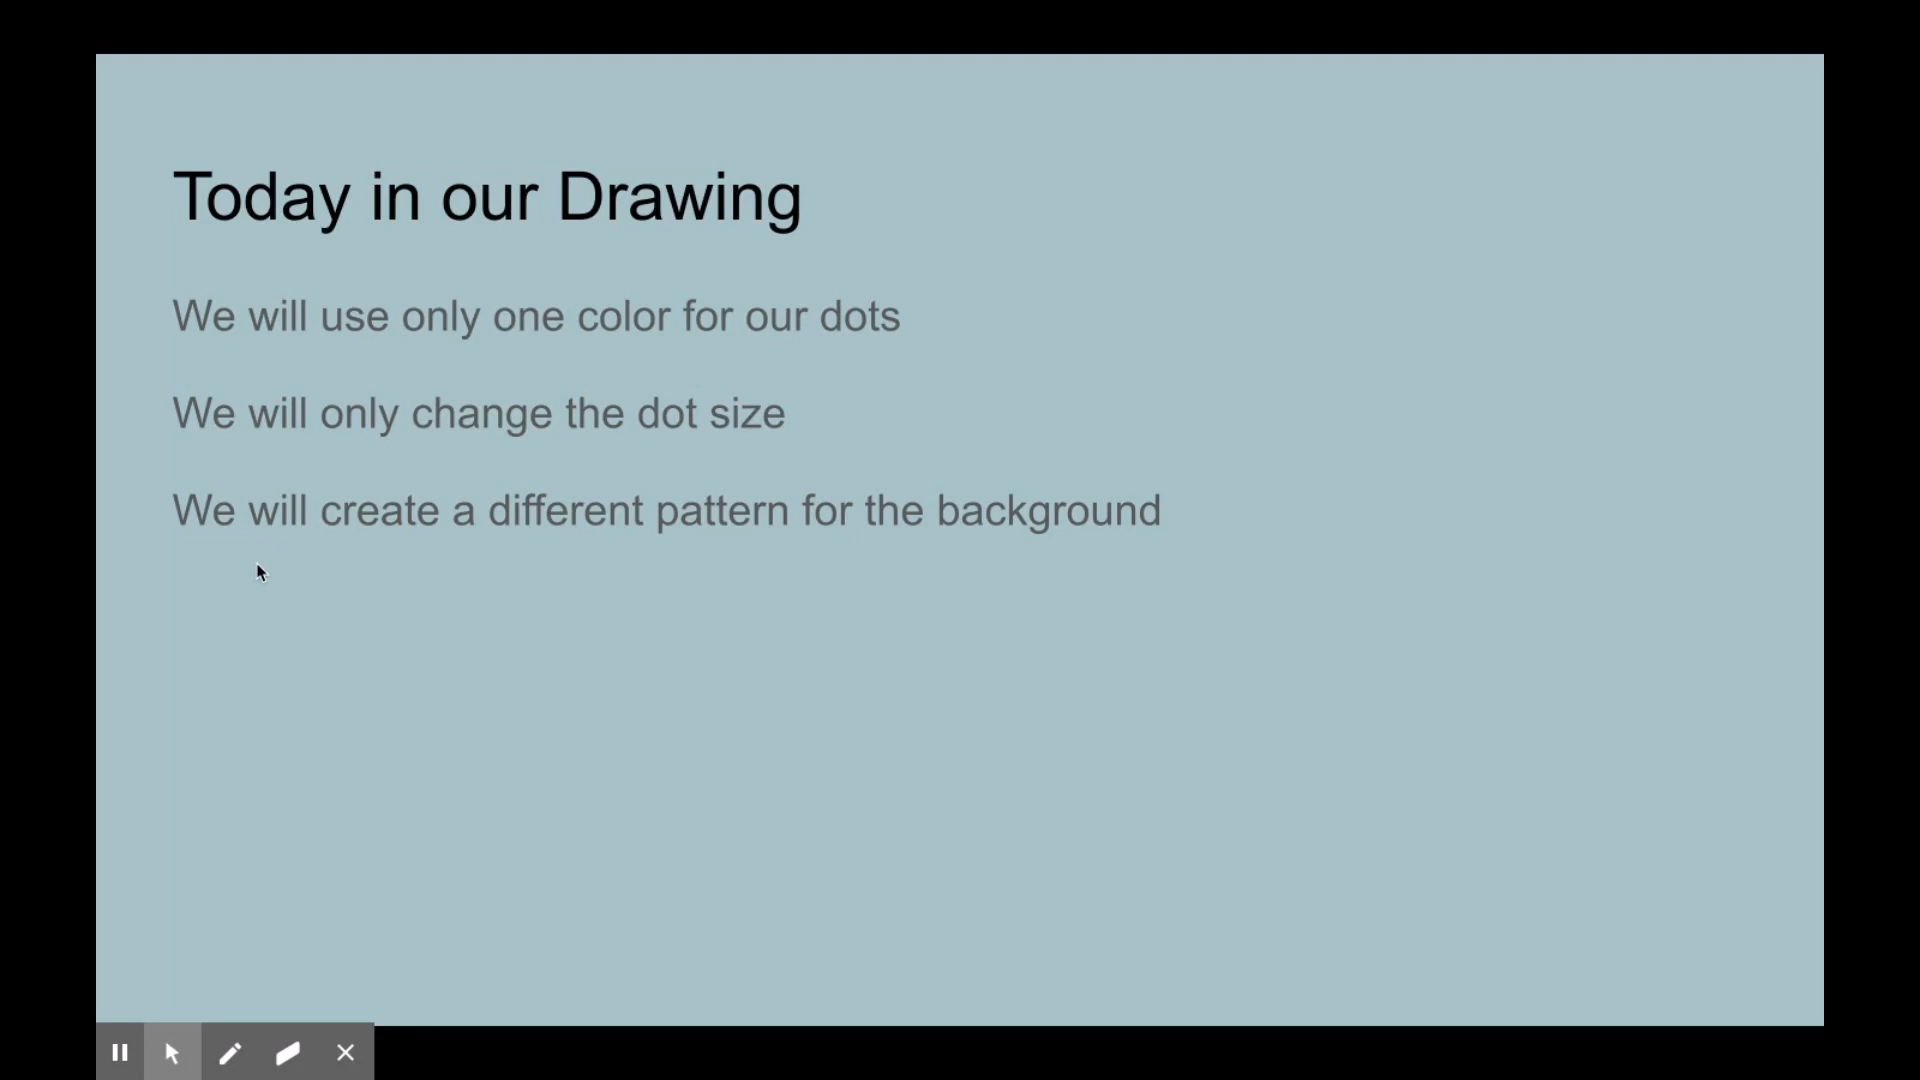 Today in our Drawing
We will use only one color for our dots
We will only change the dot size
We will create a different pattern for the background